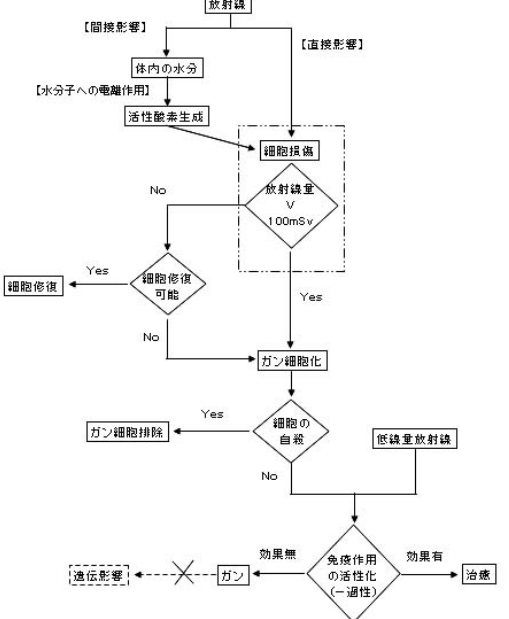 放射線
【間接影響】
【直接影響】
体内の水分
【水分子への電離作用】
活性酸素生成
細胞損傷
No
放射線量
V
100mSv
Yes
細胞修復
細胞修復
可能
Yes
No
ガン細胞化
Yes
ガン細胞排除
細胞の
自殺
低線量放射線
No
効果無
免疫作用
の活性化
(一過性)
効果有
遺伝影響
ガン
治癒